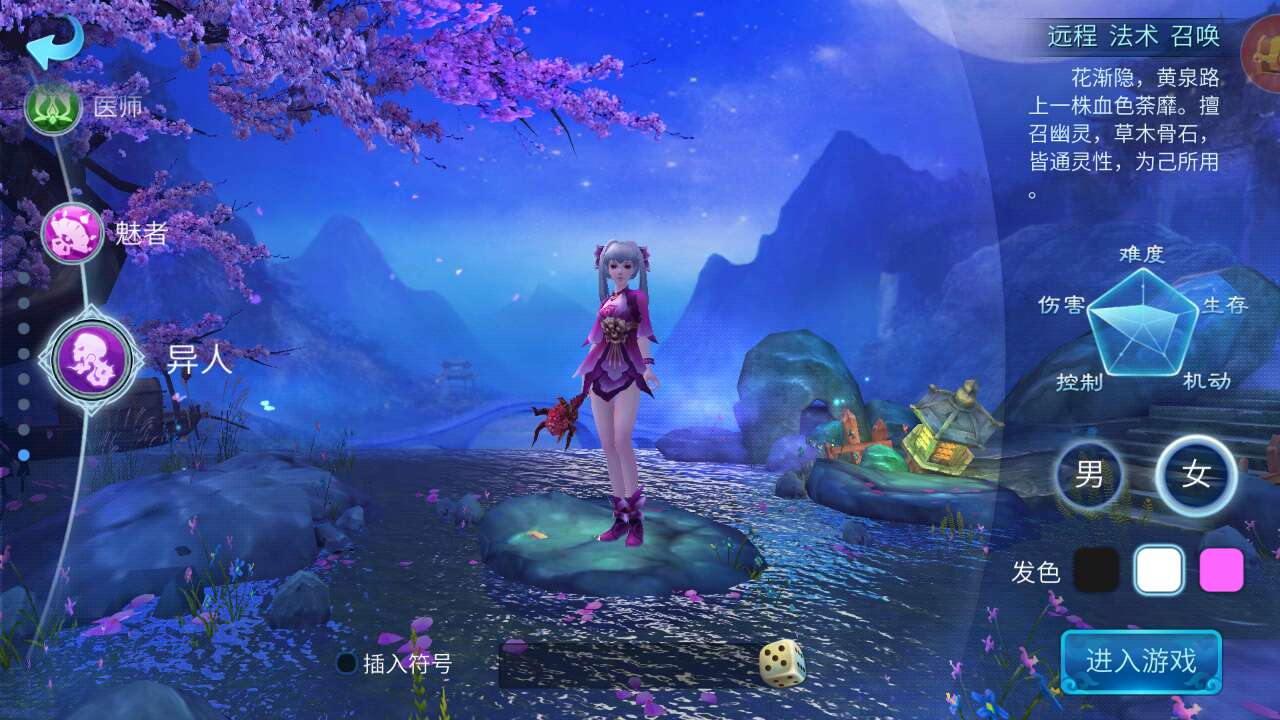 医师
魅者
异人
远程 法术 召唤
花渐隐，黄泉路
上一株血色荼靡。擅
召幽灵，草木骨石，
皆通灵性，为己所用
。
难度
伤害
生存
控制
机动
男
女
发色
插入符号
进入游戏